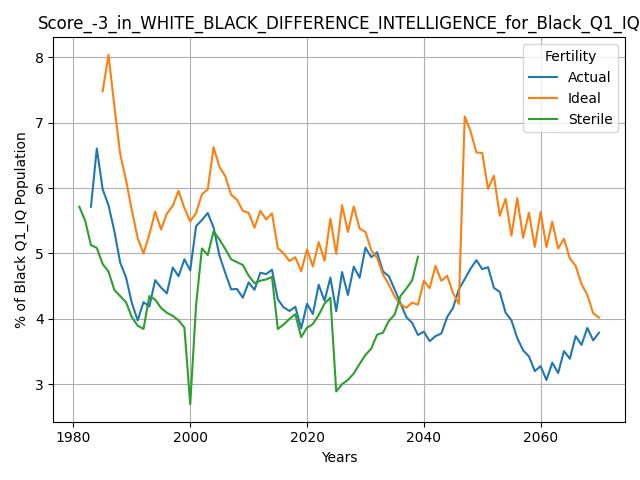 Score_-3_in_WHITE_BLACK_DIFFERENCE_INTELLIGENCE_for_Black_Q1_IQ
% of Black Q1_IQ Population
8
7
6
5
4
3
Fertility
Actual
Ideal
Sterile
1980
2000
2020
2040
2060
Years